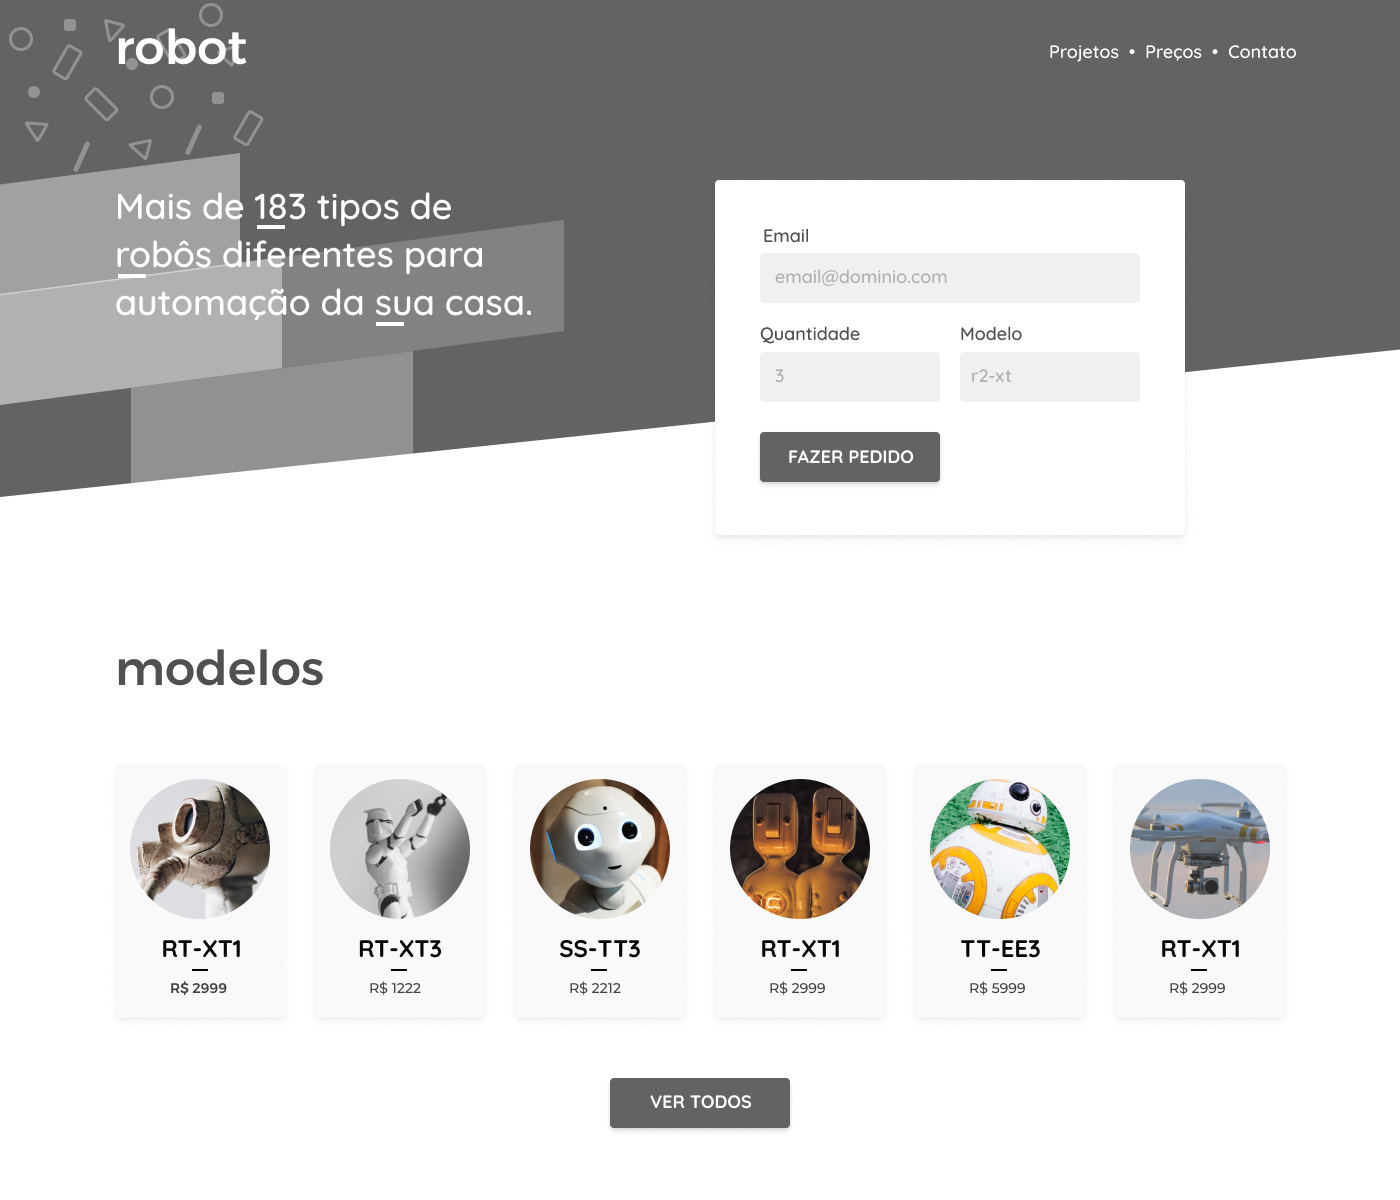 robot
Projetos • Preços • Contato
Mais de 183 tipos de
robôs diferentes para
automação da sua casa.
Email
email@dominio.com
Quantidade
Modelo
3
r2-xt
FAZER PEDIDO
modelos
RT-XT1
R$ 2999
RT-XT3
R$ 1222
SS-TT3
R$ 2212
RT-XT1
R$ 2999
TT-EE3
R$ 5999
RT-XT1
R$ 2999
VER TODOS